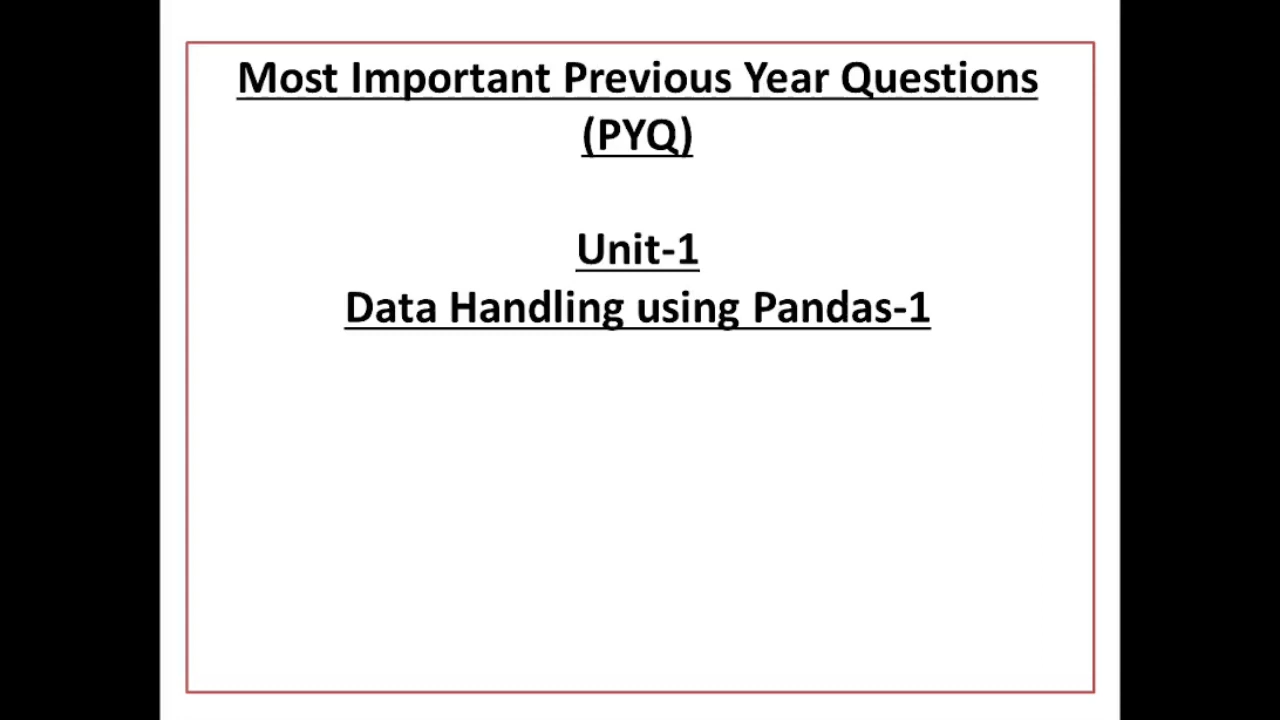 Most Important Previous Year Questions
(PYQ)
Unit-1
Data Handling using Pandas-1